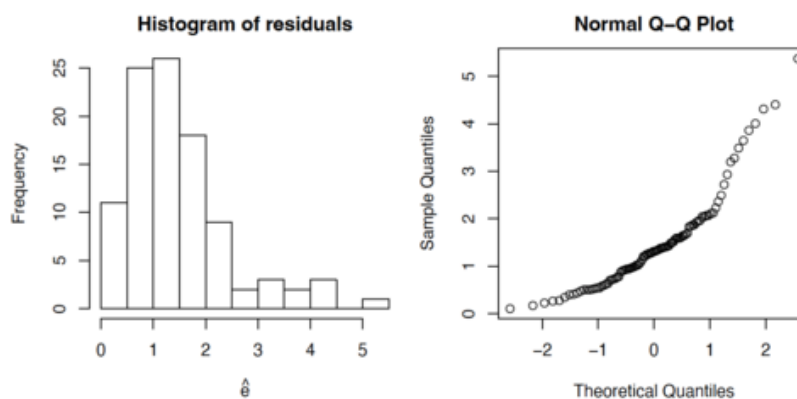 Histogram of residuals
Frequency
0 5 10 15 20 25
0 1 2 3 4 5
ê
Normal Q–Q Plot
Sample Quantiles
0 1 2 3 4 5
−2 −1 0 1 2
Theoretical Quantiles